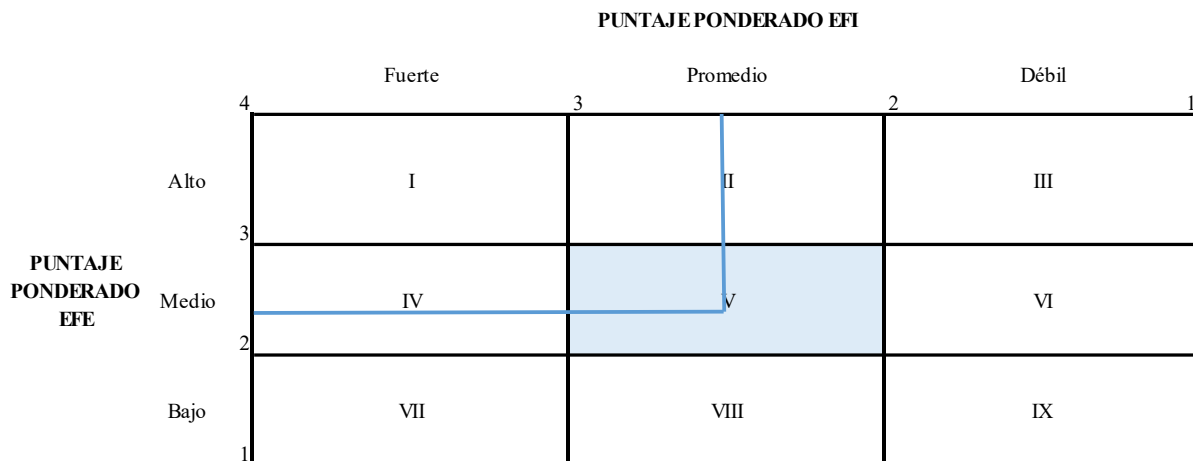 PUNTAJE PONDERADO EFI
Fuerte Promedio Débil
4 3 2 1
Alto I II III
3
PUNTAJE
PONDERADO
EFE
Medio IV V VI
2
Bajo VII VIII IX
1